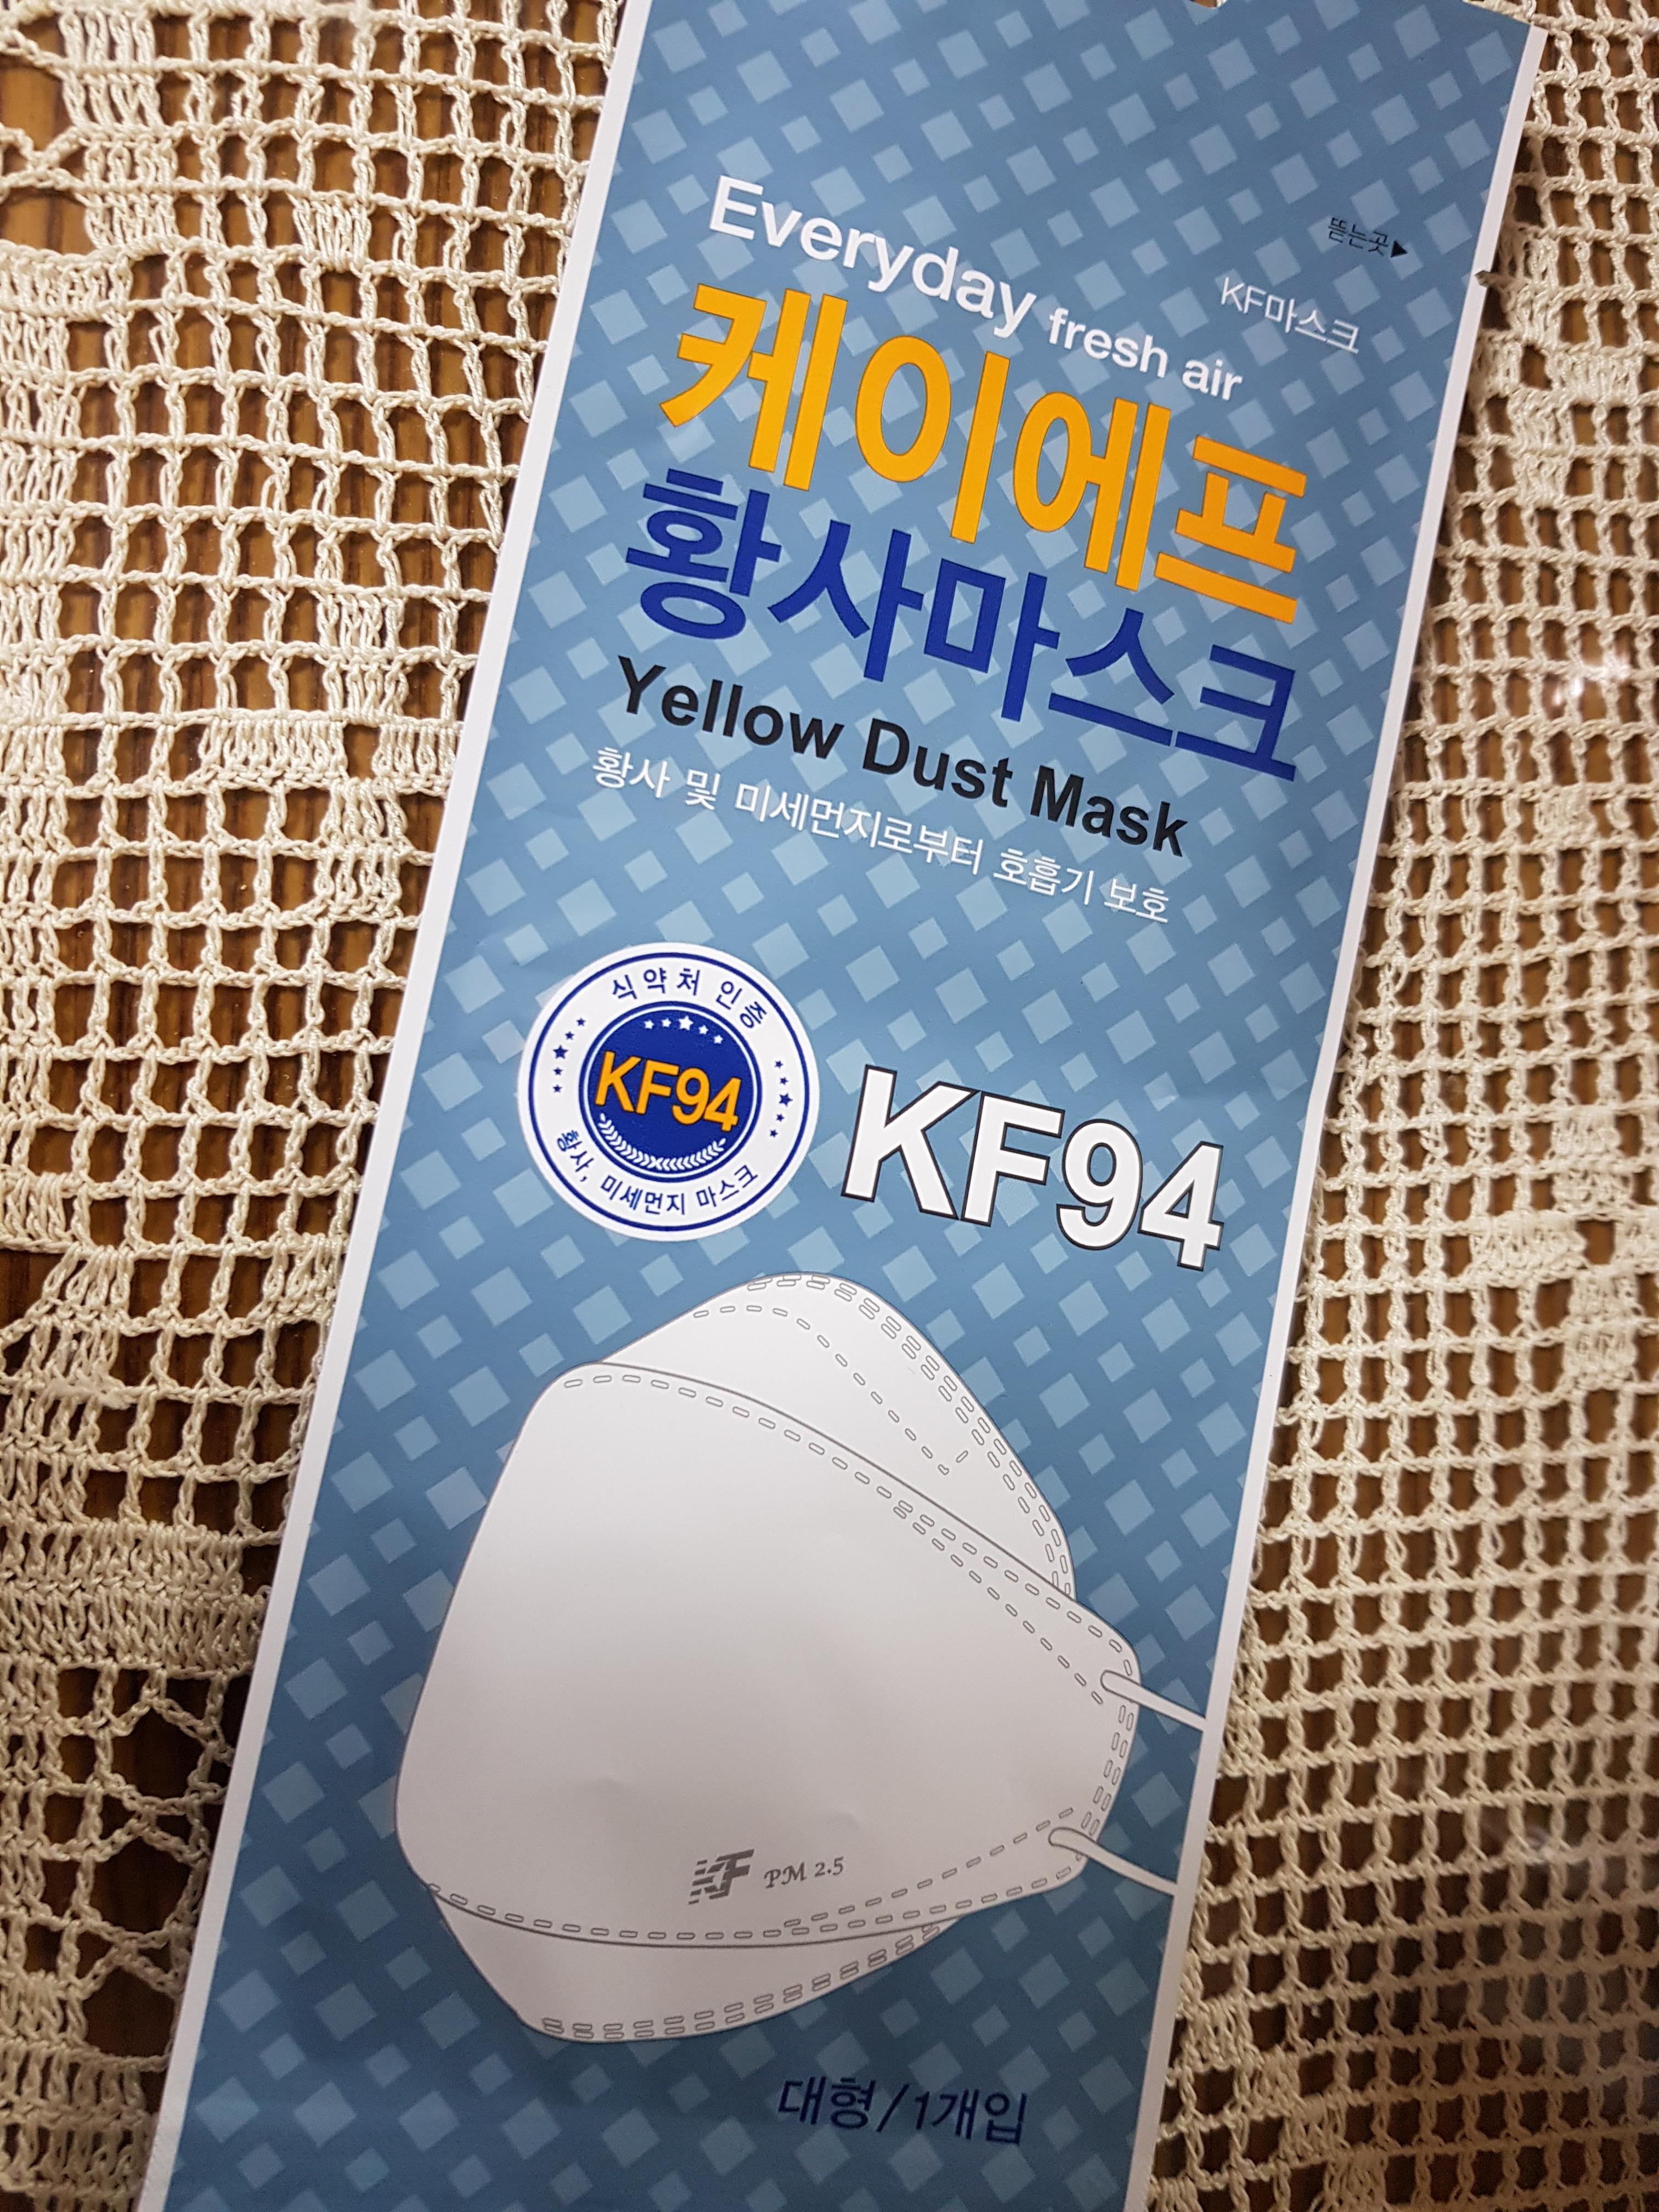 뜯는곳▶
KF마스크
Everyday fresh air
케이에프
황사마스크
Yellow Dust Mask
황사 및 미세먼지로부터 호흡기 보호
식약처 인증
KF94
황사, 미세먼지 마스크
KF94
KF PM 2.5
대형/1개입